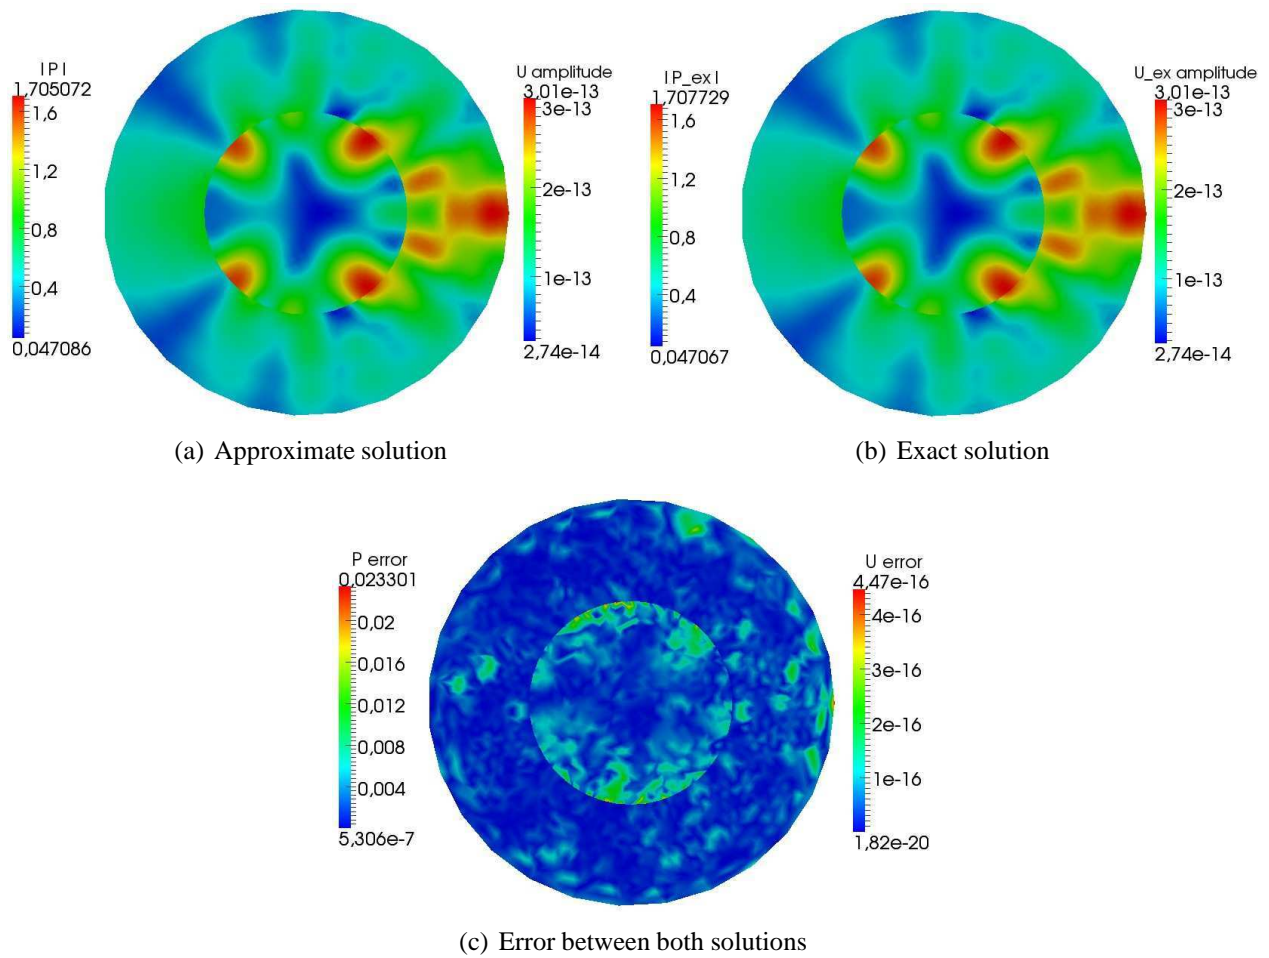 |P|
1,705072
1,6
1,2
0,8
0,4
0,047086
U amplitude
3,01e-13
3e-13
2e-13
1e-13
2,74e-14
|P_ex|
1,707729
1,6
1,2
0,8
0,4
0,047067
U_ex amplitude
3,01e-13
3e-13
2e-13
1e-13
2,74e-14
(a) Approximate solution
(b) Exact solution
P error
0,023301
0,02
0,016
0,012
0,008
0,004
5,306e-7
U error
4,47e-16
4e-16
3e-16
2e-16
1e-16
1,82e-20
(c) Error between both solutions